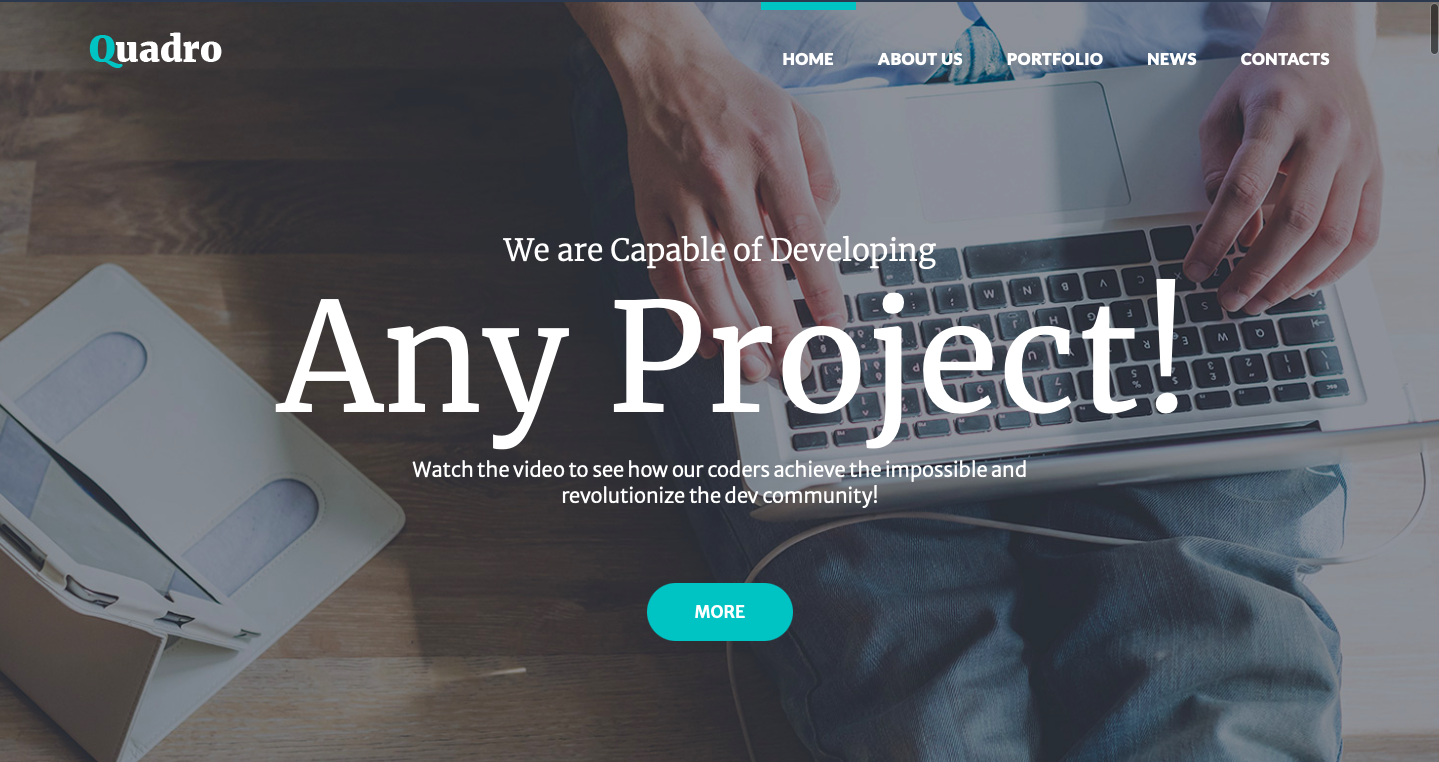 Quadro
HOME ABOUT US PORTFOLIO NEWS CONTACTS
We are Capable of Developing
Any Project!
Watch the video to see how our coders achieve the impossible and
revolutionize the dev community!
MORE